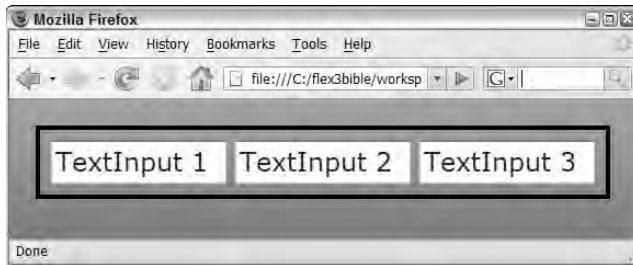 Mozilla Firefox
File Edit View History Bookmarks Tools Help
file:///C:/flex3bible/worksp G
TextInput 1 TextInput 2 TextInput 3
Done